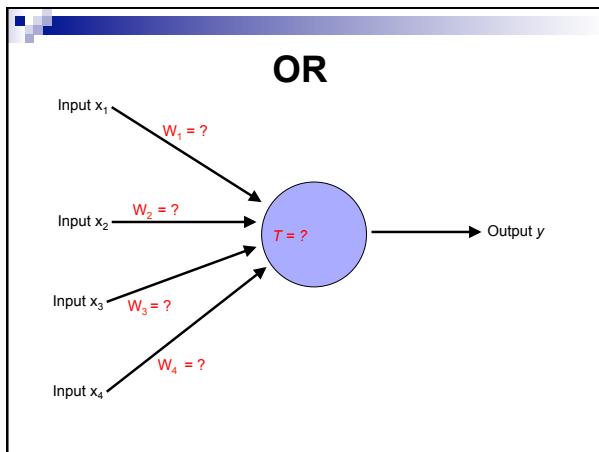 OR
Input x₁
W₁ = ?
Input x₂
W₂ = ?
T = ?
Output y
Input x₃
W₃ = ?
W₄ = ?
Input x₄